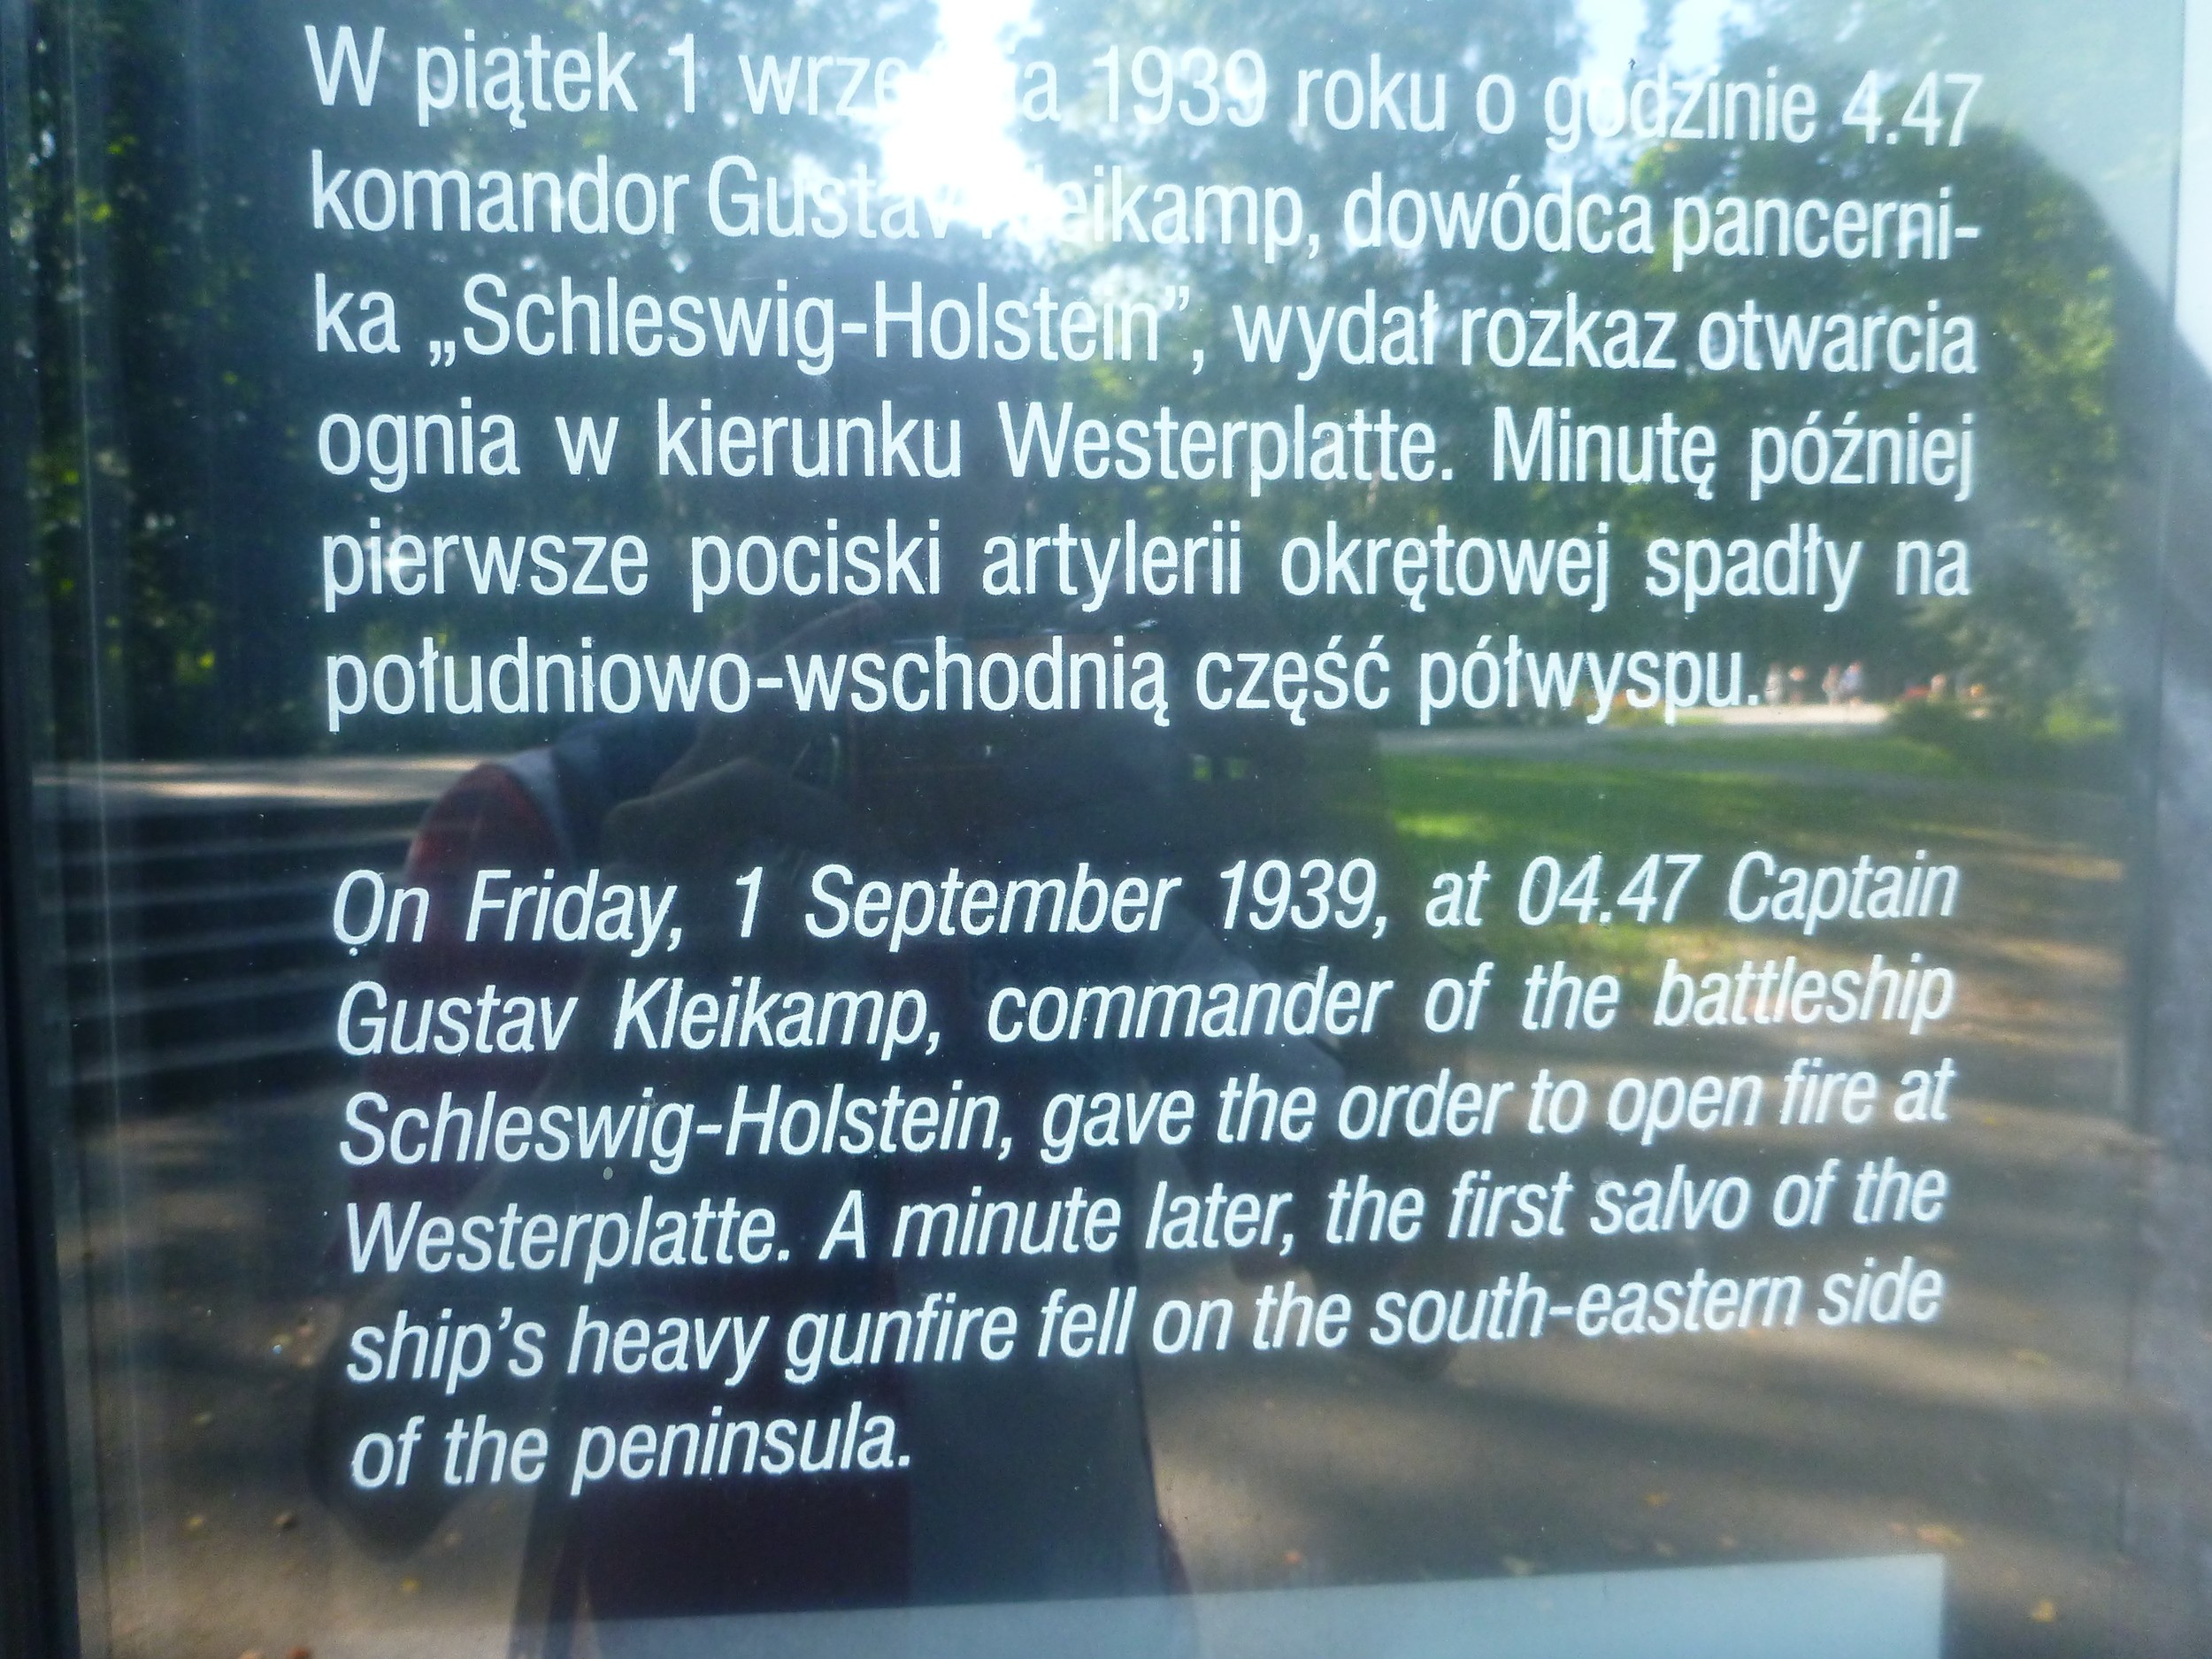 W piątek 1 a 1939 roku o godzinie 4.47
komandor Gustav Kleikamp, dowódca pancerni-
ka „Schleswig-Holstein”, wydał rozkaz otwarcia
ognia w kierunku Westerplatte. Minutę później
pierwsze pociski artylerii okrętowej spadły na
południowo-wschodnią część półwyspu.
On Friday, 1 September 1939, at 04.47 Captain
Gustav Kleikamp, commander of the battleship
Schleswig-Holstein, gave the order to open fire at
Westerplatte. A minute later, the first salvo of the
ship’s heavy gunfire fell on the south-eastern side
of the peninsula.